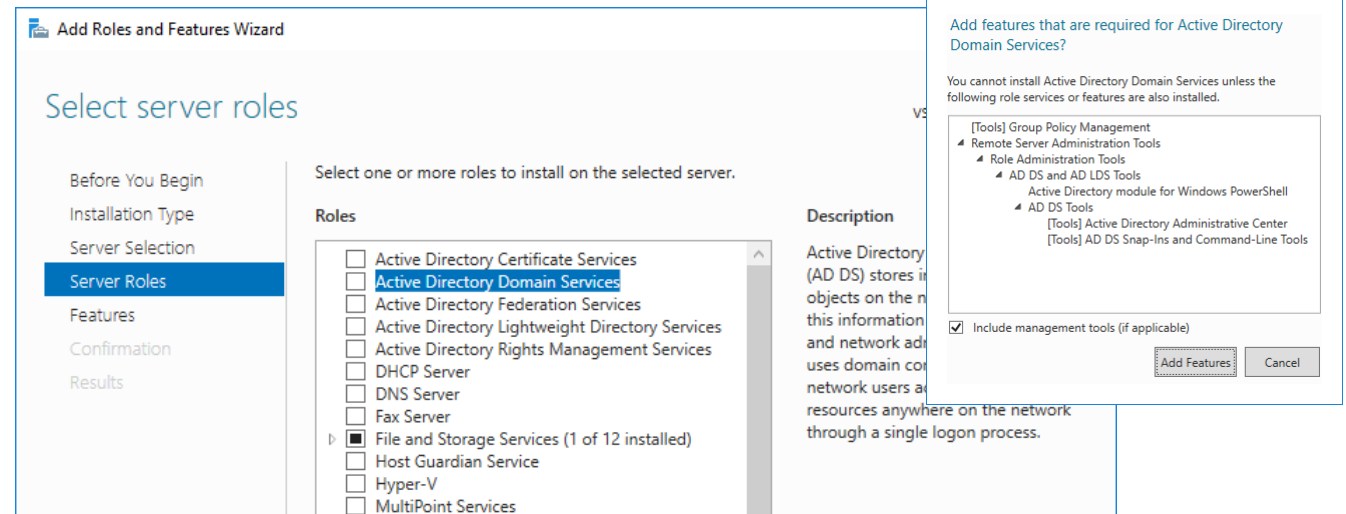 Add Roles and Features Wizard
Select server roles
vs
Before You Begin
Installation Type
Server Selection
Server Roles
Features
Confirmation
Results
Select one or more roles to install on the selected server.
Roles
Active Directory Certificate Services
Active Directory Domain Services
Active Directory Federation Services
Active Directory Lightweight Directory Services
Active Directory Rights Management Services
DHCP Server
DNS Server
Fax Server
File and Storage Services (1 of 12 installed)
Host Guardian Service
Hyper-V
MultiPoint Services
Description
Active Directory
(AD DS) stores
objects on the
this information
and network
uses domain
network users
resources anywhere on the network
through a single logon process.
Add features that are required for Active Directory
Domain Services?
You cannot install Active Directory Domain Services unless the
following role services or features are also installed.
[Tools] Group Policy Management
Remote Server Administration Tools
Role Administration Tools
AD DS and AD LDS Tools
Active Directory module for Windows PowerShell
AD DS Tools
[Tools] Active Directory Administrative Center
[Tools] AD DS Snap-Ins and Command-Line Tools
Include management tools (if applicable)
Add Features
Cancel